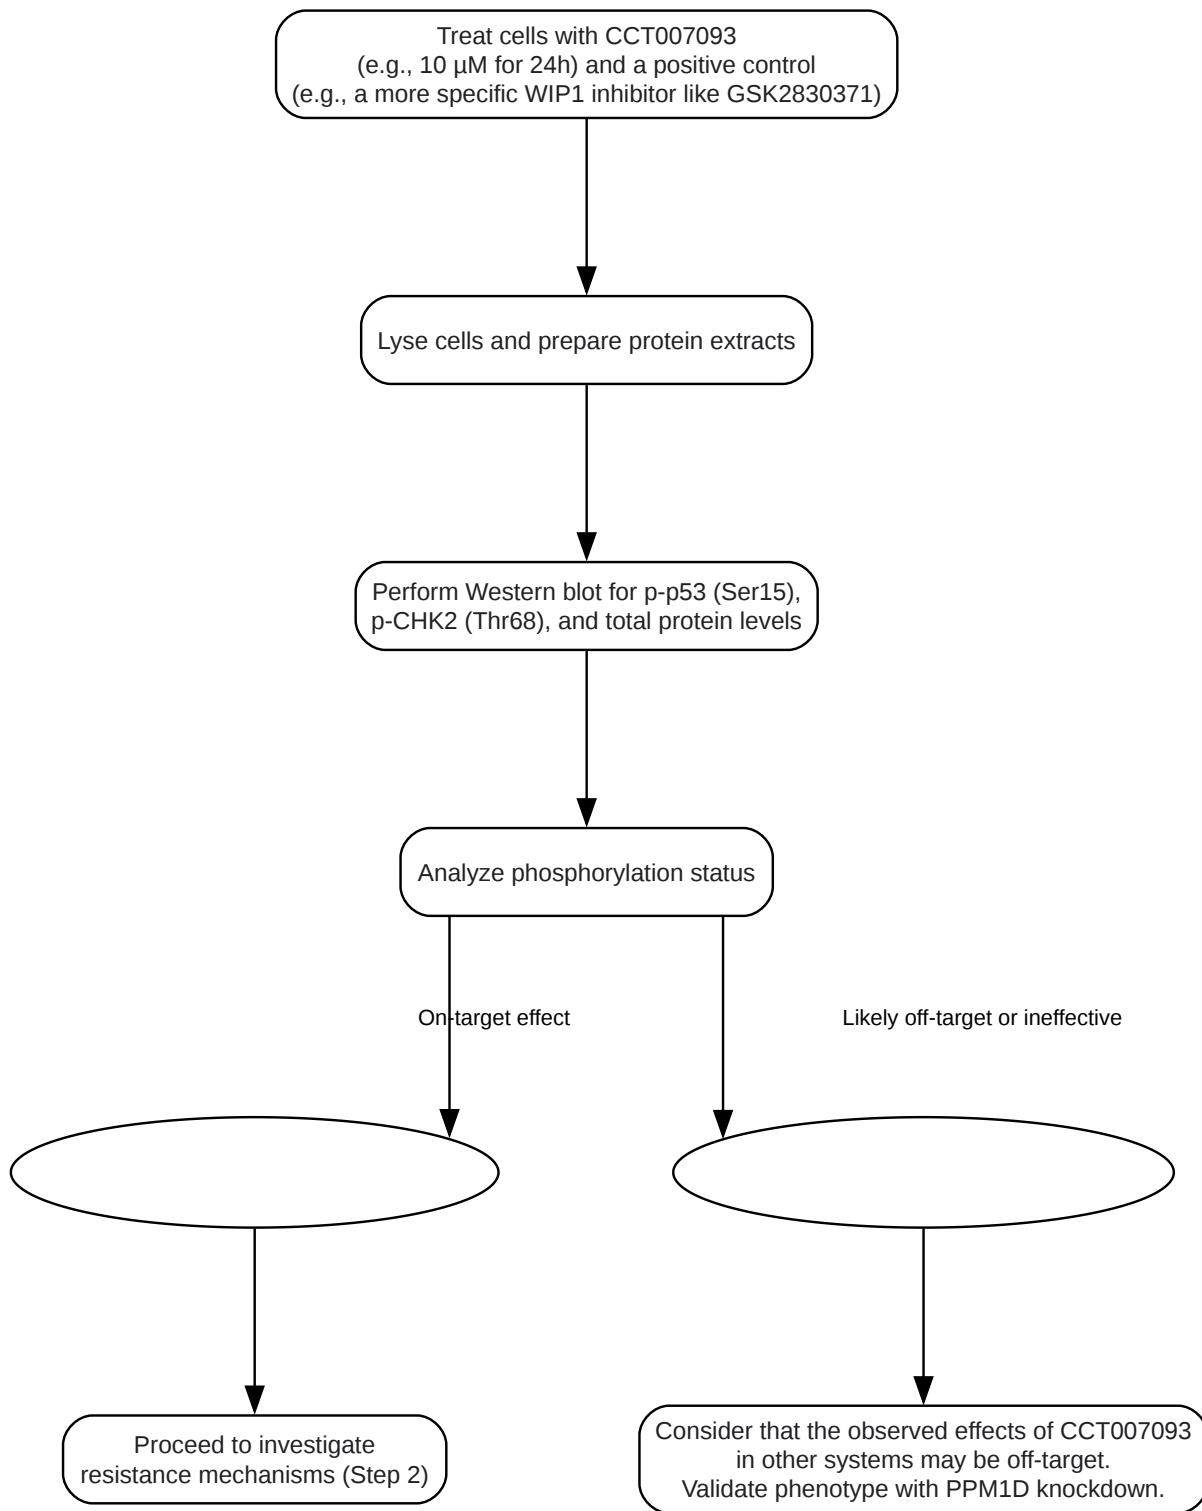 Treat cells with CCT007093
(e.g., 10 µM for 24h) and a positive control
(e.g., a more specific WIP1 inhibitor like GSK2830371)
Lyse cells and prepare protein extracts
Perform Western blot for p-p53 (Ser15),
p-CHK2 (Thr68), and total protein levels
Analyze phosphorylation status
On-target effect
Likely off-target or ineffective
Proceed to investigate
resistance mechanisms (Step 2)
Consider that the observed effects of CCT007093
in other systems may be off-target.
Validate phenotype with PPM1D knockdown.